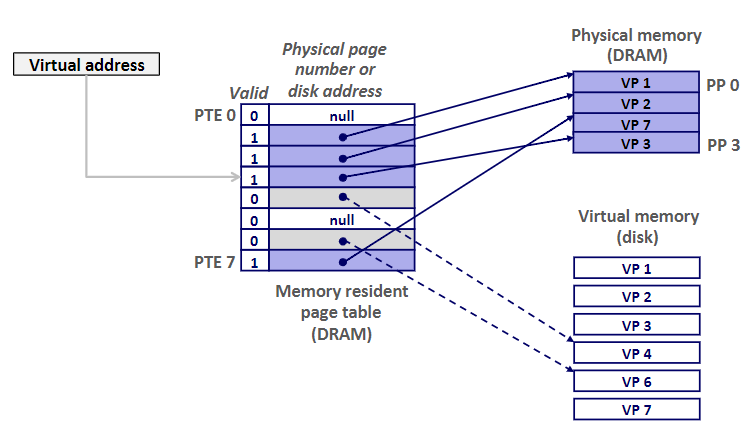 Physical memory
(DRAM)
Physical page
number or
disk address
Virtual address
Valid
VP 1
PP 0
VP 2
VP 7
VP 3
PP 3
PTE 0
0
null
1
1
1
0
0
null
0
PTE 7
1
Memory resident
page table
(DRAM)
Virtual memory
(disk)
VP 1
VP 2
VP 3
VP 4
VP 6
VP 7